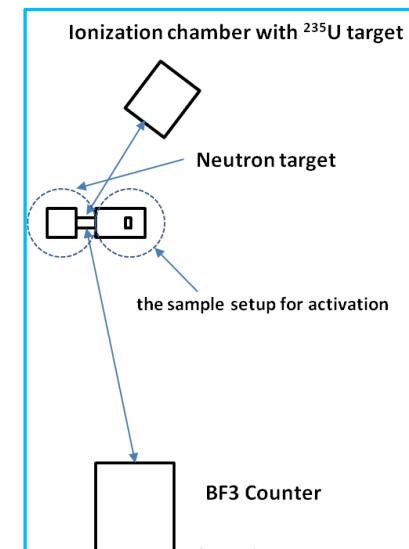 Ionization chamber with ²³⁵U target
Neutron target
the sample setup for activation
BF3 Counter